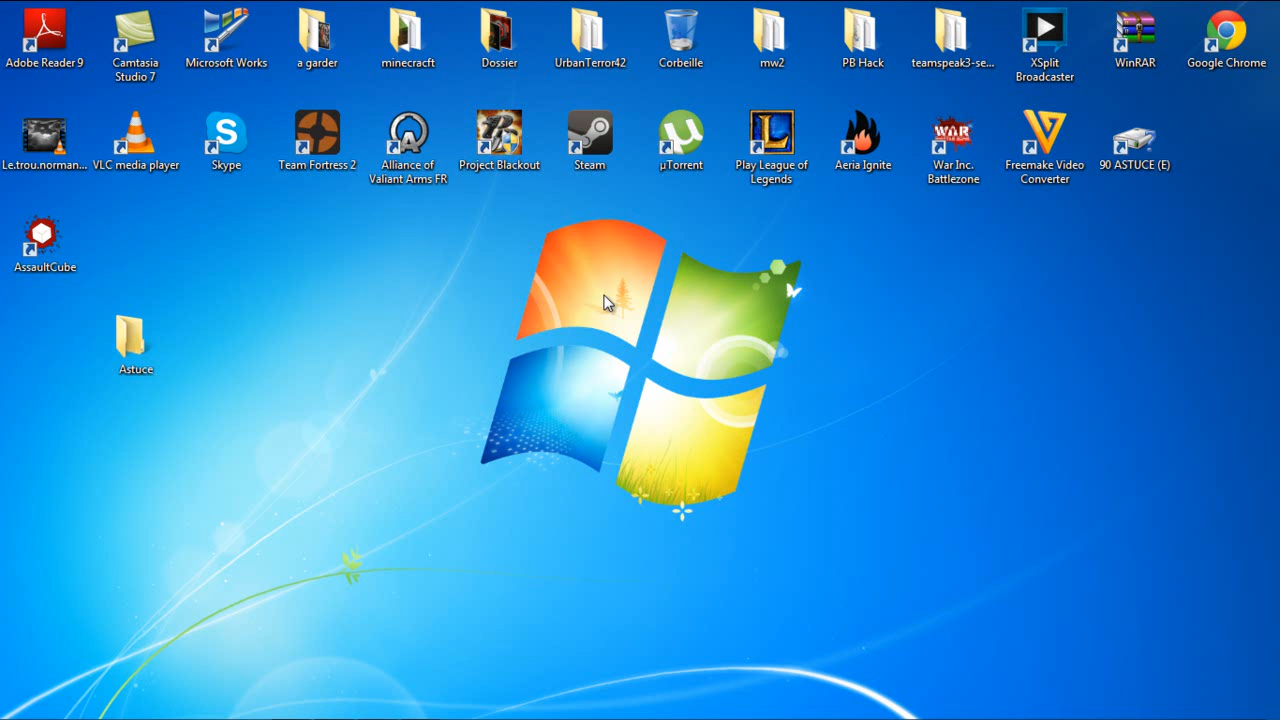 Adobe Reader 9
Camtasia
Studio 7
Microsoft Works
a garder
minecracft
Dossier
UrbanTerror42
Corbeille
mw2
PB Hack
teamspeak3-se...
XSplit
Broadcaster
WinRAR
Google Chrome
Le.trou.norman...
VLC media player
Skype
Team Fortress 2
Alliance of
Valiant Arms FR
Project Blackout
Steam
µTorrent
Play League of
Legends
Aeria Ignite
WAR
War Inc.
Battlezone
Freemake Video
Converter
90 ASTUCE (E)
AssaultCube
Astuce